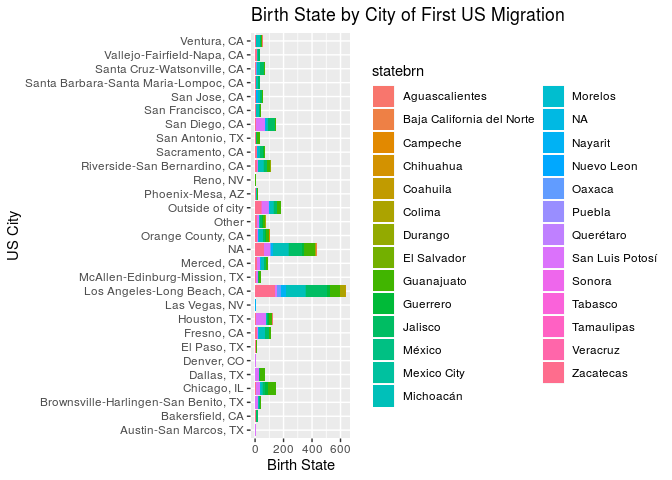 Birth State by City of First US Migration
US City
Ventura, CA
Vallejo-Fairfield-Napa, CA
Santa Cruz-Watsonville, CA
Santa Barbara-Santa Maria-Lompoc, CA
San Jose, CA
San Francisco, CA
San Diego, CA
San Antonio, TX
Sacramento, CA
Riverside-San Bernardino, CA
Reno, NV
Phoenix-Mesa, AZ
Outside of city
Other
Orange County, CA
NA
Merced, CA
McAllen-Edinburg-Mission, TX
Los Angeles-Long Beach, CA
Las Vegas, NV
Houston, TX
Fresno, CA
El Paso, TX
Denver, CO
Dallas, TX
Chicago, IL
Brownsville-Harlingen-San Benito, TX
Bakersfield, CA
Austin-San Marcos, TX
0 200 400 600
Birth State
statebrn
Aguascalientes
Baja California del Norte
Campeche
Chihuahua
Coahuila
Colima
Durango
El Salvador
Guanajuato
Guerrero
Jalisco
México
Mexico City
Michoacán
Morelos
NA
Nayarit
Nuevo Leon
Oaxaca
Puebla
Querétaro
San Luis Potosí
Sonora
Tabasco
Tamaulipas
Veracruz
Zacatecas